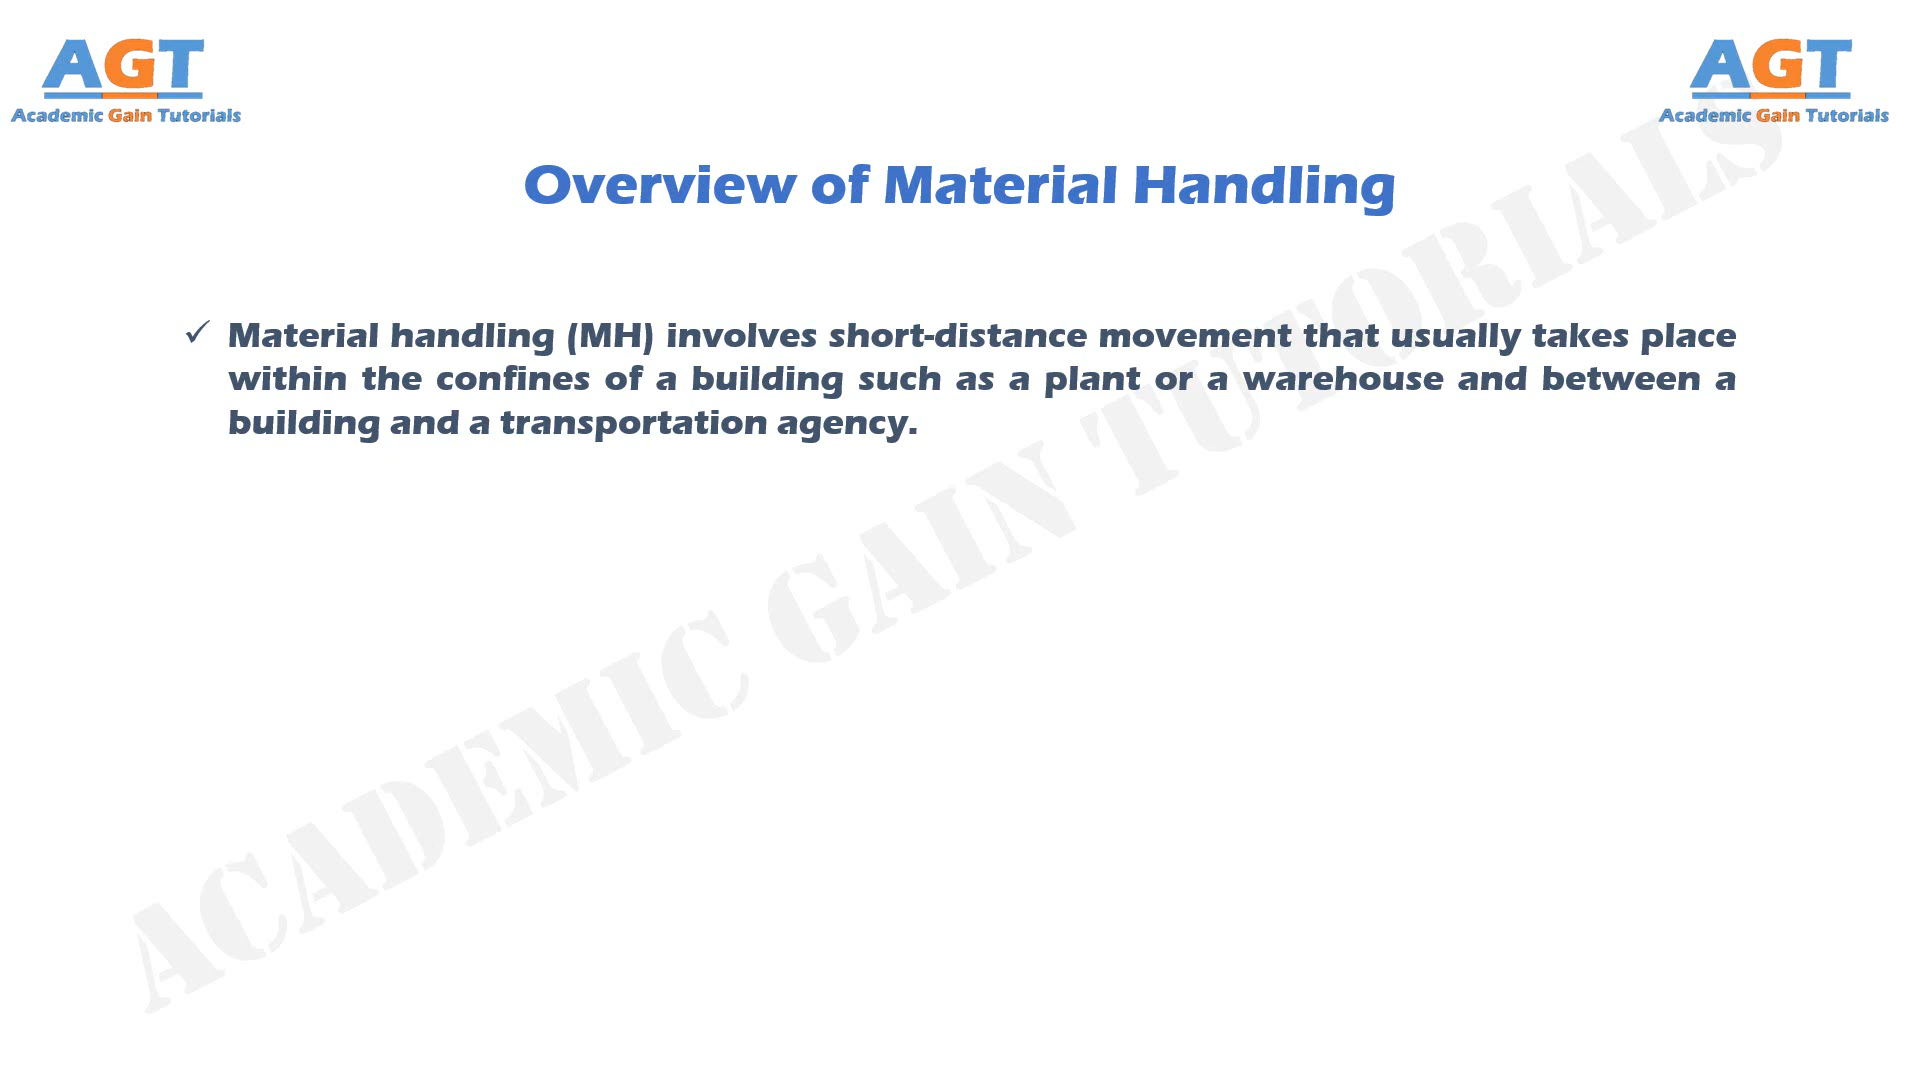 AGT
Academic Gain Tutorials
AGT
Academic Gain Tutorials
Overview of Material Handling
✓ Material handling (MH) involves short-distance movement that usually takes place
within the confines of a building such as a plant or a warehouse and between a
building and a transportation agency.
ACADEMIC GAIN TUTORIALS